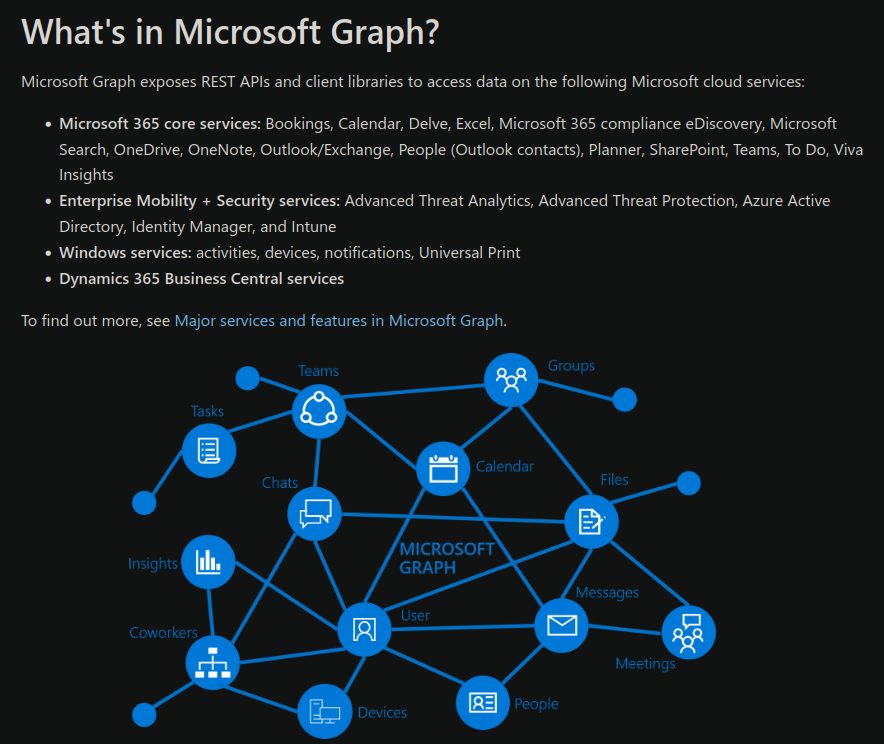 What's in Microsoft Graph?
Microsoft Graph exposes REST APIs and client libraries to access data on the following Microsoft cloud services:
• Microsoft 365 core services: Bookings, Calendar, Delve, Excel, Microsoft 365 compliance eDiscovery, Microsoft
Search, OneDrive, OneNote, Outlook/Exchange, People (Outlook contacts), Planner, SharePoint, Teams, To Do, Viva
Insights
• Enterprise Mobility + Security services: Advanced Threat Analytics, Advanced Threat Protection, Azure Active
Directory, Identity Manager, and Intune
• Windows services: activities, devices, notifications, Universal Print
• Dynamics 365 Business Central services
To find out more, see Major services and features in Microsoft Graph.
Teams
Groups
Tasks
Calendar
Chats
Files
MICROSOFT
GRAPH
Insights
Messages
User
Coworkers
Meetings
People
Devices